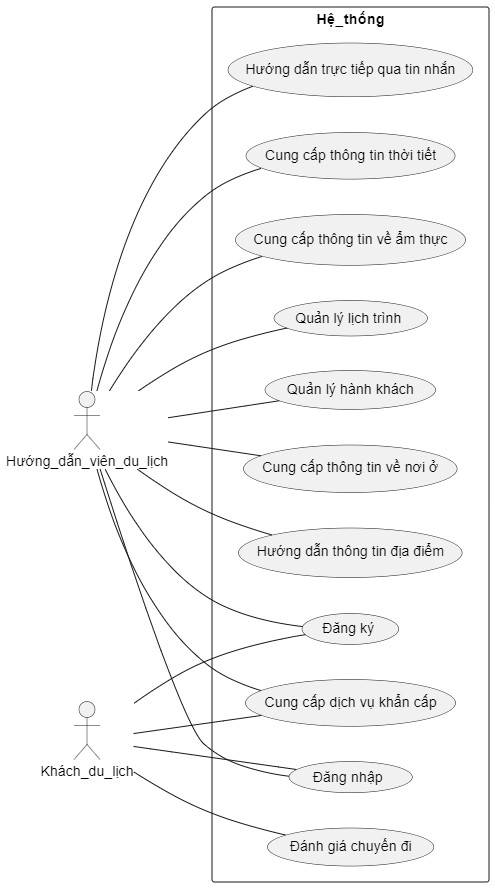 Hệ_thống
Hướng dẫn trực tiếp qua tin nhắn
Cung cấp thông tin thời tiết
Cung cấp thông tin về ẩm thực
Quản lý lịch trình
Quản lý hành khách
Hướng_dẫn_viên_du_lịch
Cung cấp thông tin về nơi ở
Hướng dẫn thông tin địa điểm
Đăng ký
Cung cấp dịch vụ khẩn cấp
Khách_du_lịch
Đăng nhập
Đánh giá chuyến đi